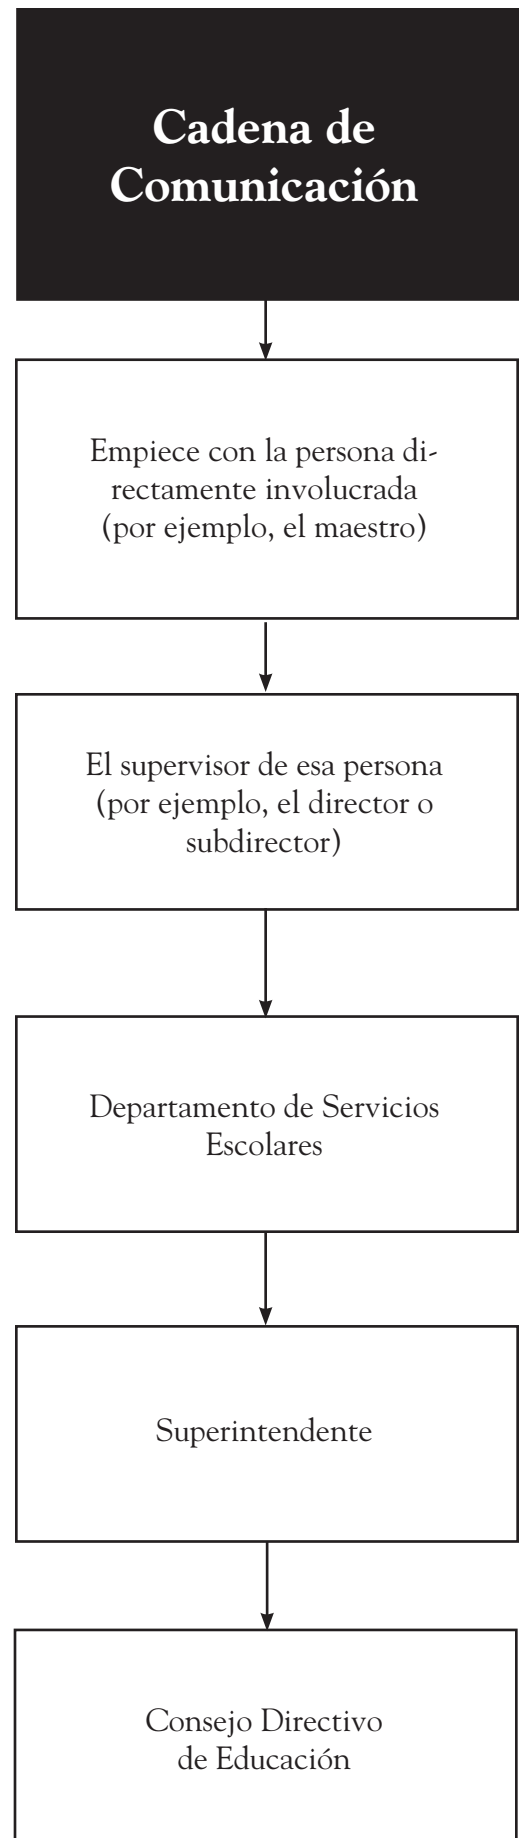 Cadena de
Comunicación
Empiece con la persona di-
rectamente involucrada
(por ejemplo, el maestro)
El supervisor de esa persona
(por ejemplo, el director o
subdirector)
Departamento de Servicios
Escolares
Superintendente
Consejo Directivo
de Educación